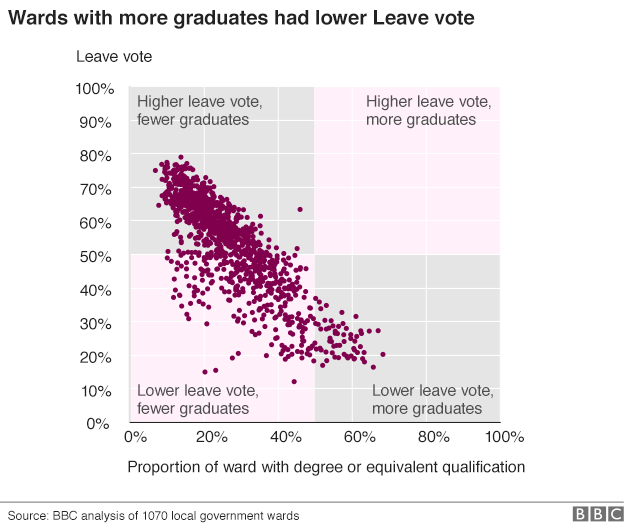 Wards with more graduates had lower Leave vote
Leave vote
100%
90%
80%
70%
60%
50%
40%
30%
20%
10%
0%
Higher leave vote,
fewer graduates
Higher leave vote,
more graduates
Lower leave vote,
fewer graduates
Lower leave vote,
more graduates
0% 20% 40% 60% 80% 100%
Proportion of ward with degree or equivalent qualification
Source: BBC analysis of 1070 local government wards
BBC